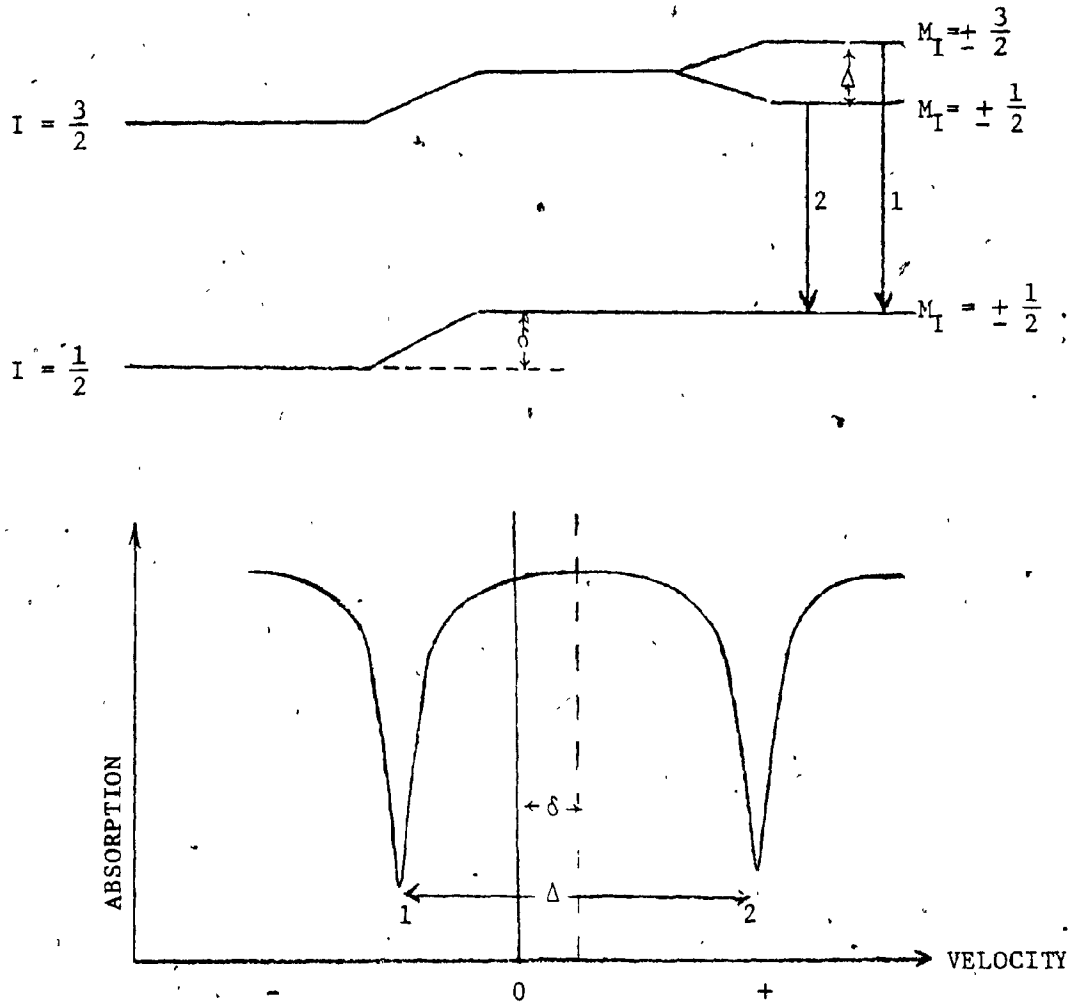 M_I = ± 3/2
Δ
I = 3/2
M_I = ± 1/2
2 1
M_I = ± 1/2
δ
I = 1/2
ABSORPTION
← δ →
Δ
1 2
VELOCITY
- 0 +